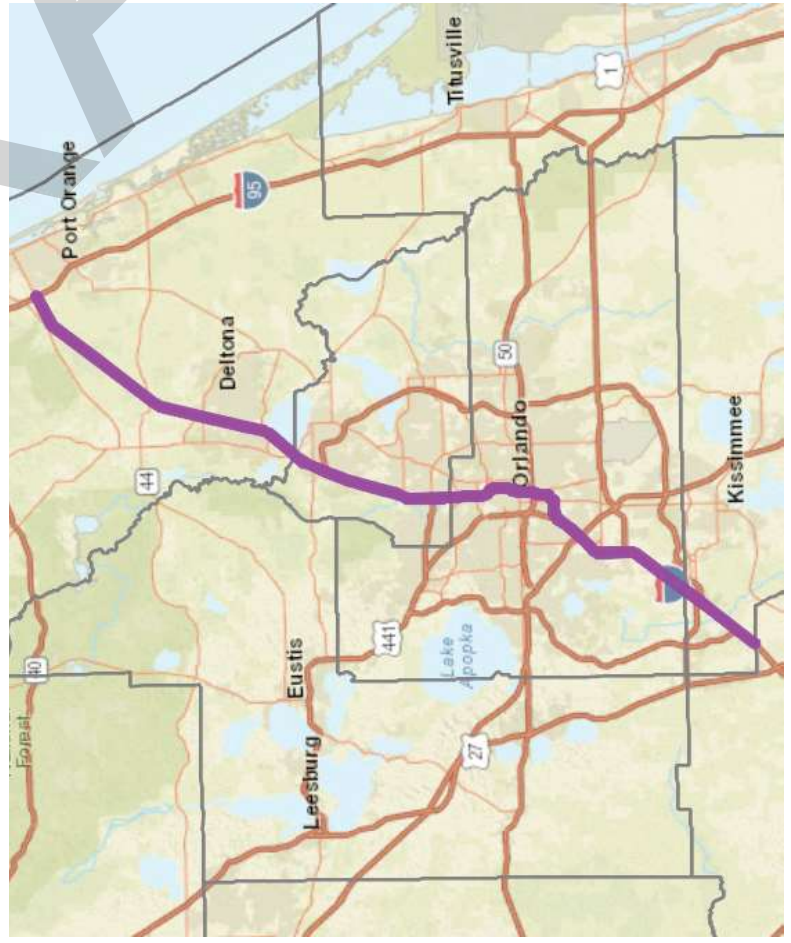 Port Orange
Titusville
1
95
Deltona
44
50
Orlando
Kissimmee
40
Forest
Eustis
441
Lake
Apopka
Leesburg
27